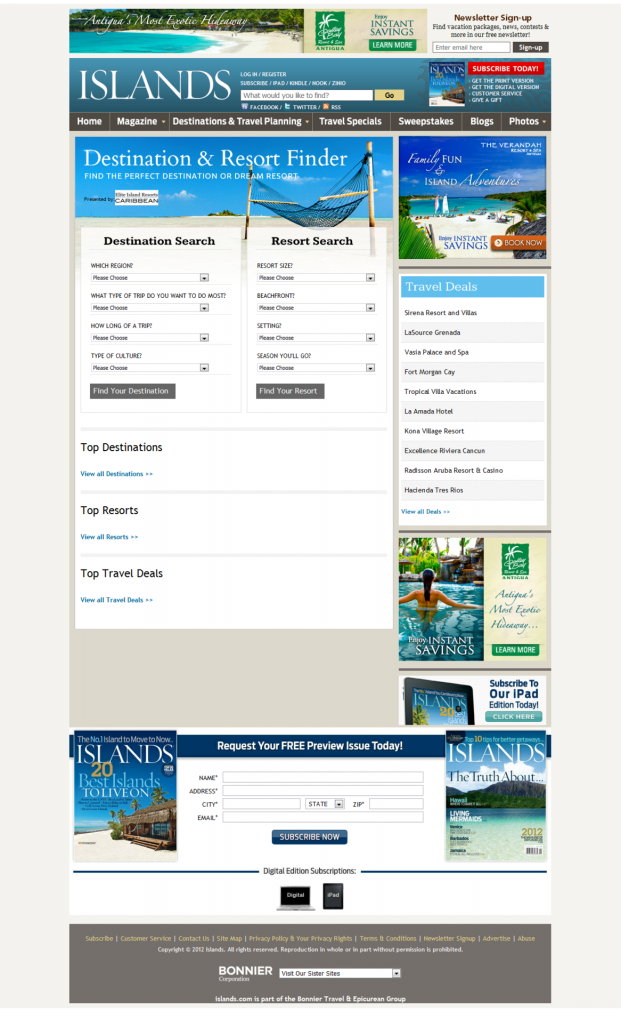 Antigua's Most Exotic Hideaway
ANTIGUA
Enjoy
INSTANT
SAVINGS
LEARN MORE
Newsletter Sign-up
Find vacation packages, news, contests &
more in our free newsletter!
Enter email here
Sign-up
ISLANDS
LOG IN / REGISTER
SUBSCRIBE / IPAD / KINDLE / NOOK / ZINIO
What would you like to find?
Go
FACEBOOK / TWITTER / RSS
ISLANDS
SUBSCRIBE TODAY!
- GET THE PRINT VERSION
- GET THE DIGITAL VERSION
- CUSTOMER SERVICE
- GIVE A GIFT
Home Magazine Destinations & Travel Planning Travel Specials Sweepstakes Blogs Photos
Destination & Resort Finder
FIND THE PERFECT DESTINATION OR DREAM RESORT
Presented by
Elite Island Resorts
CARIBBEAN
Destination Search
WHICH REGION?
Please Choose
WHAT TYPE OF TRIP DO YOU WANT TO DO MOST?
Please Choose
HOW LONG OF A TRIP?
Please Choose
TYPE OF CULTURE?
Please Choose
Find Your Destination
Resort Search
RESORT SIZE?
Please Choose
BEACHFRONT?
Please Choose
SETTING?
Please Choose
SEASON YOU'LL GO?
Please Choose
Find Your Resort
Top Destinations
View all Destinations >>
Top Resorts
View all Resorts >>
Top Travel Deals
View all Travel Deals >>
THE VERANDAH
RESORT & SPA
Family FUN
&
ISLAND Adventures
Enjoy INSTANT
SAVINGS
BOOK NOW
Travel Deals
Sirena Resort and Villas
LaSource Grenada
Vasia Palace and Spa
Fort Morgan Cay
Tropical Villa Vacations
La Amada Hotel
Kona Village Resort
Excellence Riviera Cancun
Radisson Aruba Resort & Casino
Hacienda Tres Rios
View all Deals >>
ANTIGUA
Antigua's
Most Exotic
Hideaway...
Enjoy INSTANT
SAVINGS
LEARN MORE
ISLANDS
20
Subscribe To
Our iPad
Edition Today!
CLICK HERE
The No.1 Island to Move to Now...
ISLANDS
20
Best Islands
TO LIVE ON
Request Your FREE Preview Issue Today!
NAME*
ADDRESS*
CITY*
STATE
ZIP*
EMAIL*
SUBSCRIBE NOW
Top 10 tips for better getaways...
ISLANDS
The Truth About...
Hawaii
LIVING
MERMAIDS
Venice
Barbados
Jamaica
2012
Digital Edition Subscriptions:
Digital
iPad
Subscribe | Customer Service | Contact Us | Site Map | Privacy Policy & Your Privacy Rights | Terms & Conditions | Newsletter Signup | Advertise | Abuse
Copyright © 2012 Islands. All rights reserved. Reproduction in whole or in part without permission is prohibited.
BONNIER
Corporation
Visit Our Sister Sites
islands.com is part of the Bonnier Travel & Epicurean Group